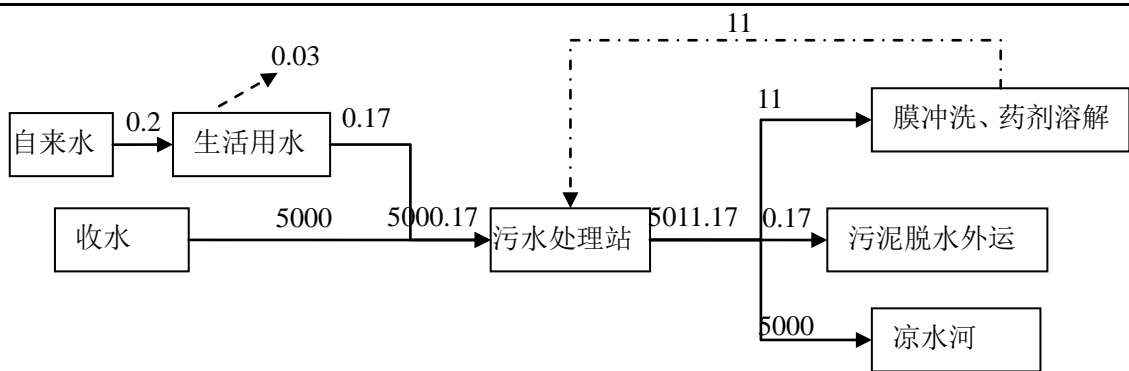 11
0.03
自来水
0.2
生活用水
0.17
11
膜冲洗、药剂溶解
收水
5000
5000.17
污水处理站
5011.17
0.17
污泥脱水外运
5000
凉水河